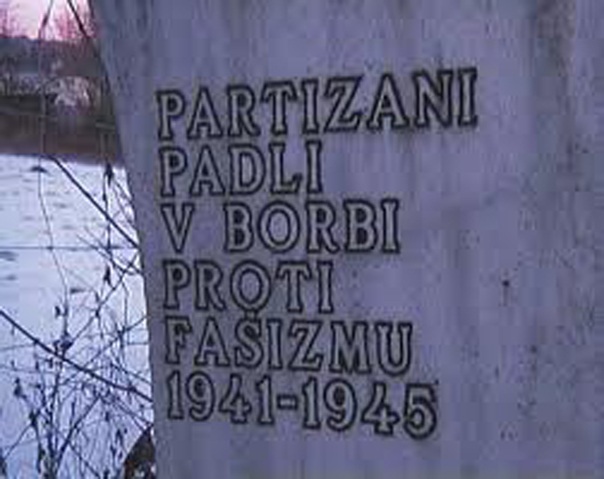 PARTIZANI
PADLI
V BORBI
PROTI
FAŠIZMU
1941-1945